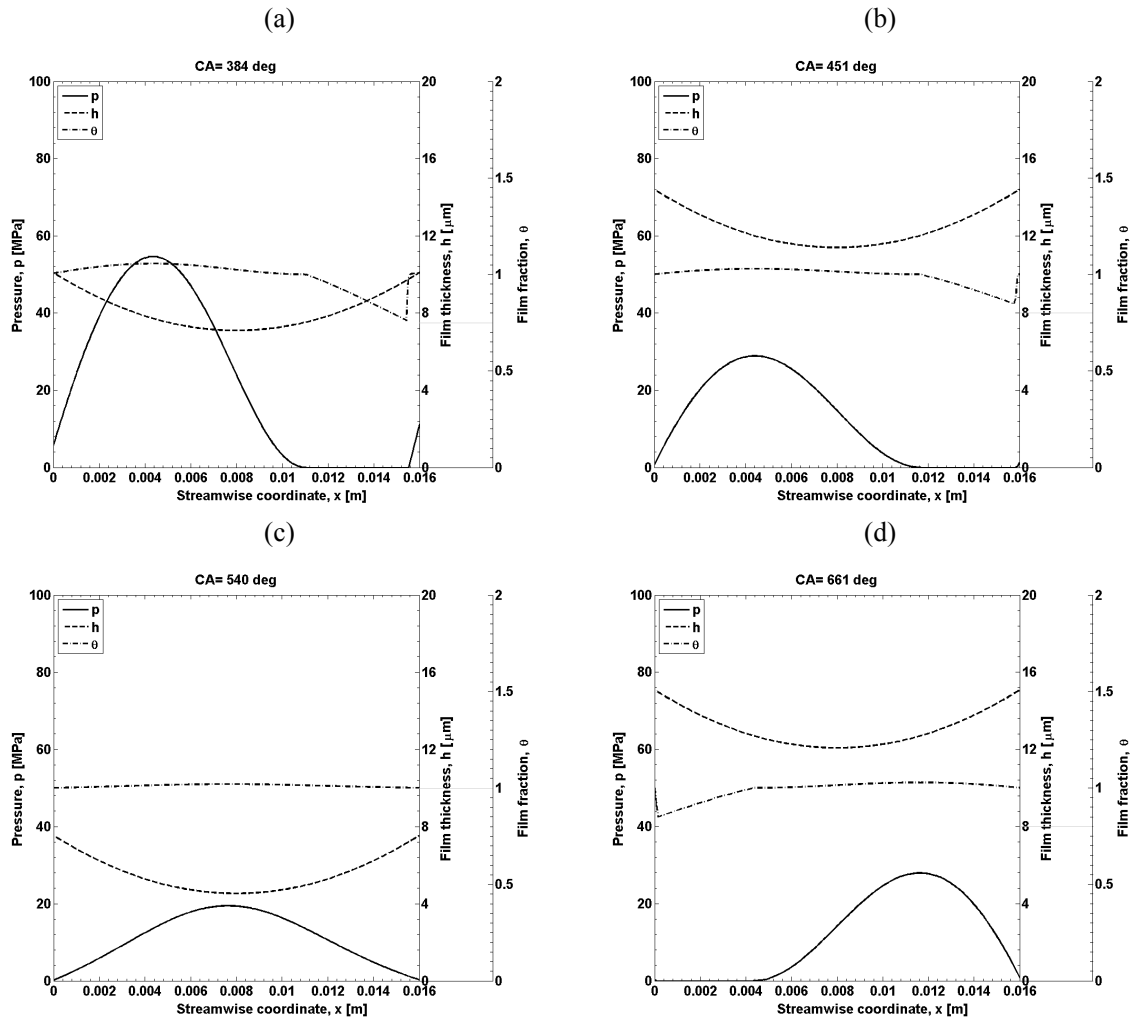 (a)
CA= 384 deg
p
h
θ
100
80
60
40
20
0
Pressure, p [MPa]
0 0.002 0.004 0.006 0.008 0.01 0.012 0.014 0.016
Streamwise coordinate, x [m]
20
16
12
8
4
0
Film thickness, h [μm]
2
1.5
1
0.5
0
Film fraction, θ
(b)
CA= 451 deg
p
h
θ
100
80
60
40
20
0
Pressure, p [MPa]
0 0.002 0.004 0.006 0.008 0.01 0.012 0.014 0.016
Streamwise coordinate, x [m]
20
16
12
8
4
0
Film thickness, h [μm]
2
1.5
1
0.5
0
Film fraction, θ
(c)
CA= 540 deg
p
h
θ
100
80
60
40
20
0
Pressure, p [MPa]
0 0.002 0.004 0.006 0.008 0.01 0.012 0.014 0.016
Streamwise coordinate, x [m]
20
16
12
8
4
0
Film thickness, h [μm]
2
1.5
1
0.5
0
Film fraction, θ
(d)
CA= 661 deg
p
h
θ
100
80
60
40
20
0
Pressure, p [MPa]
0 0.002 0.004 0.006 0.008 0.01 0.012 0.014 0.016
Streamwise coordinate, x [m]
20
16
12
8
4
0
Film thickness, h [μm]
2
1.5
1
0.5
0
Film fraction, θ